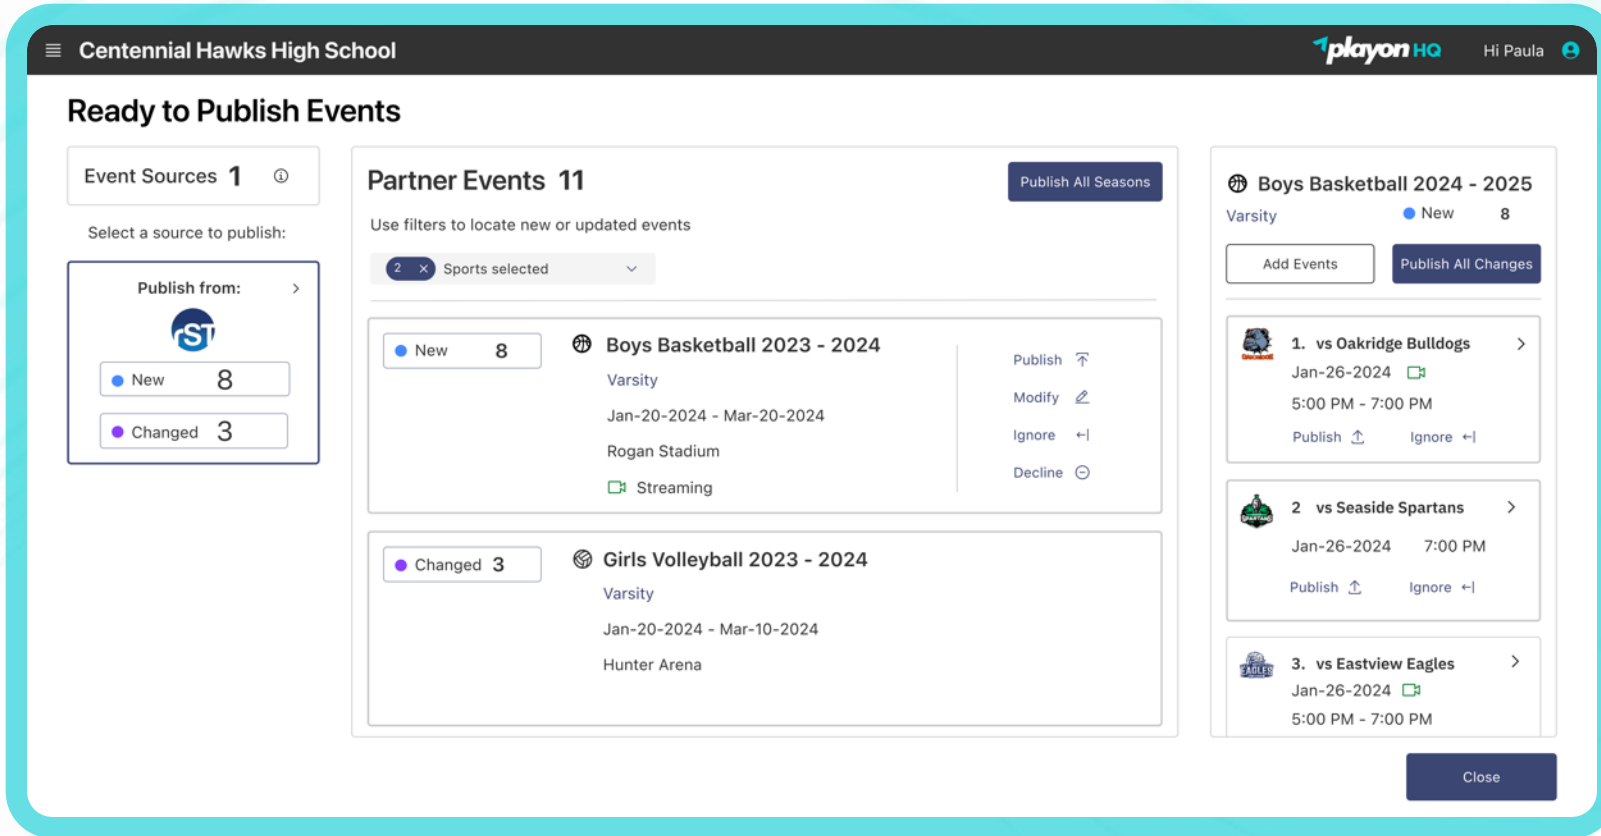 Centennial Hawks High School
playon HQ
Hi Paula
Ready to Publish Events
Event Sources 1
Select a source to publish:
Publish from:
rST
New 8
Changed 3
Partner Events 11
Publish All Seasons
Use filters to locate new or updated events
2 × Sports selected
New 8
Boys Basketball 2023 - 2024
Varsity
Jan-20-2024 - Mar-20-2024
Rogan Stadium
Streaming
Publish
Modify
Ignore
Decline
Changed 3
Girls Volleyball 2023 - 2024
Varsity
Jan-20-2024 - Mar-10-2024
Hunter Arena
Boys Basketball 2024 - 2025
Varsity
New 8
Add Events
Publish All Changes
1. vs Oakridge Bulldogs
Jan-26-2024
5:00 PM - 7:00 PM
Publish Ignore
SPARTANS
2 vs Seaside Spartans
Jan-26-2024 7:00 PM
Publish Ignore
EAGLES
3. vs Eastview Eagles
Jan-26-2024
5:00 PM - 7:00 PM
Close